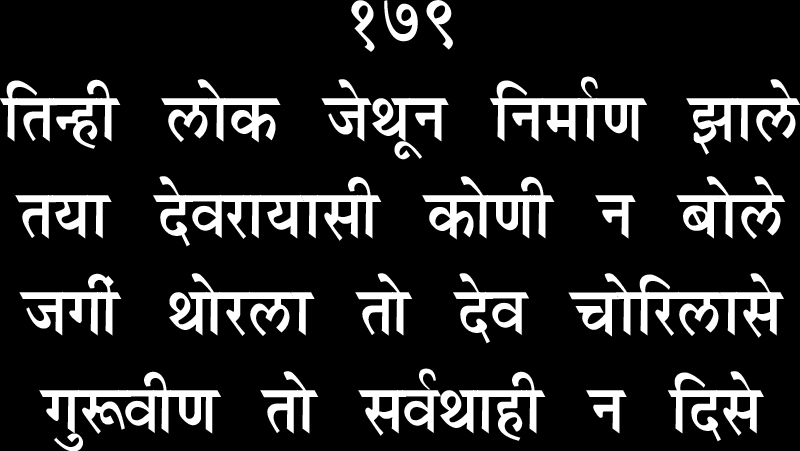 १७९
तिन्ही लोक जेथून निर्माण झाले
तया देवरायासी कोणी न बोले
जगीं थोरला तो देव चोरिलासे
गुरूवीण तो सर्वथाही न दिसे